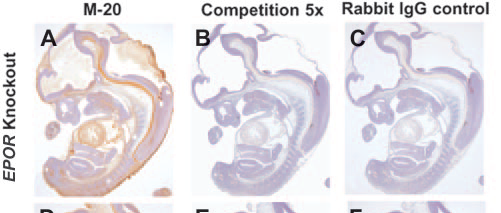 M-20
Competition 5x
Rabbit IgG control
A
B
C
EPOR Knockout